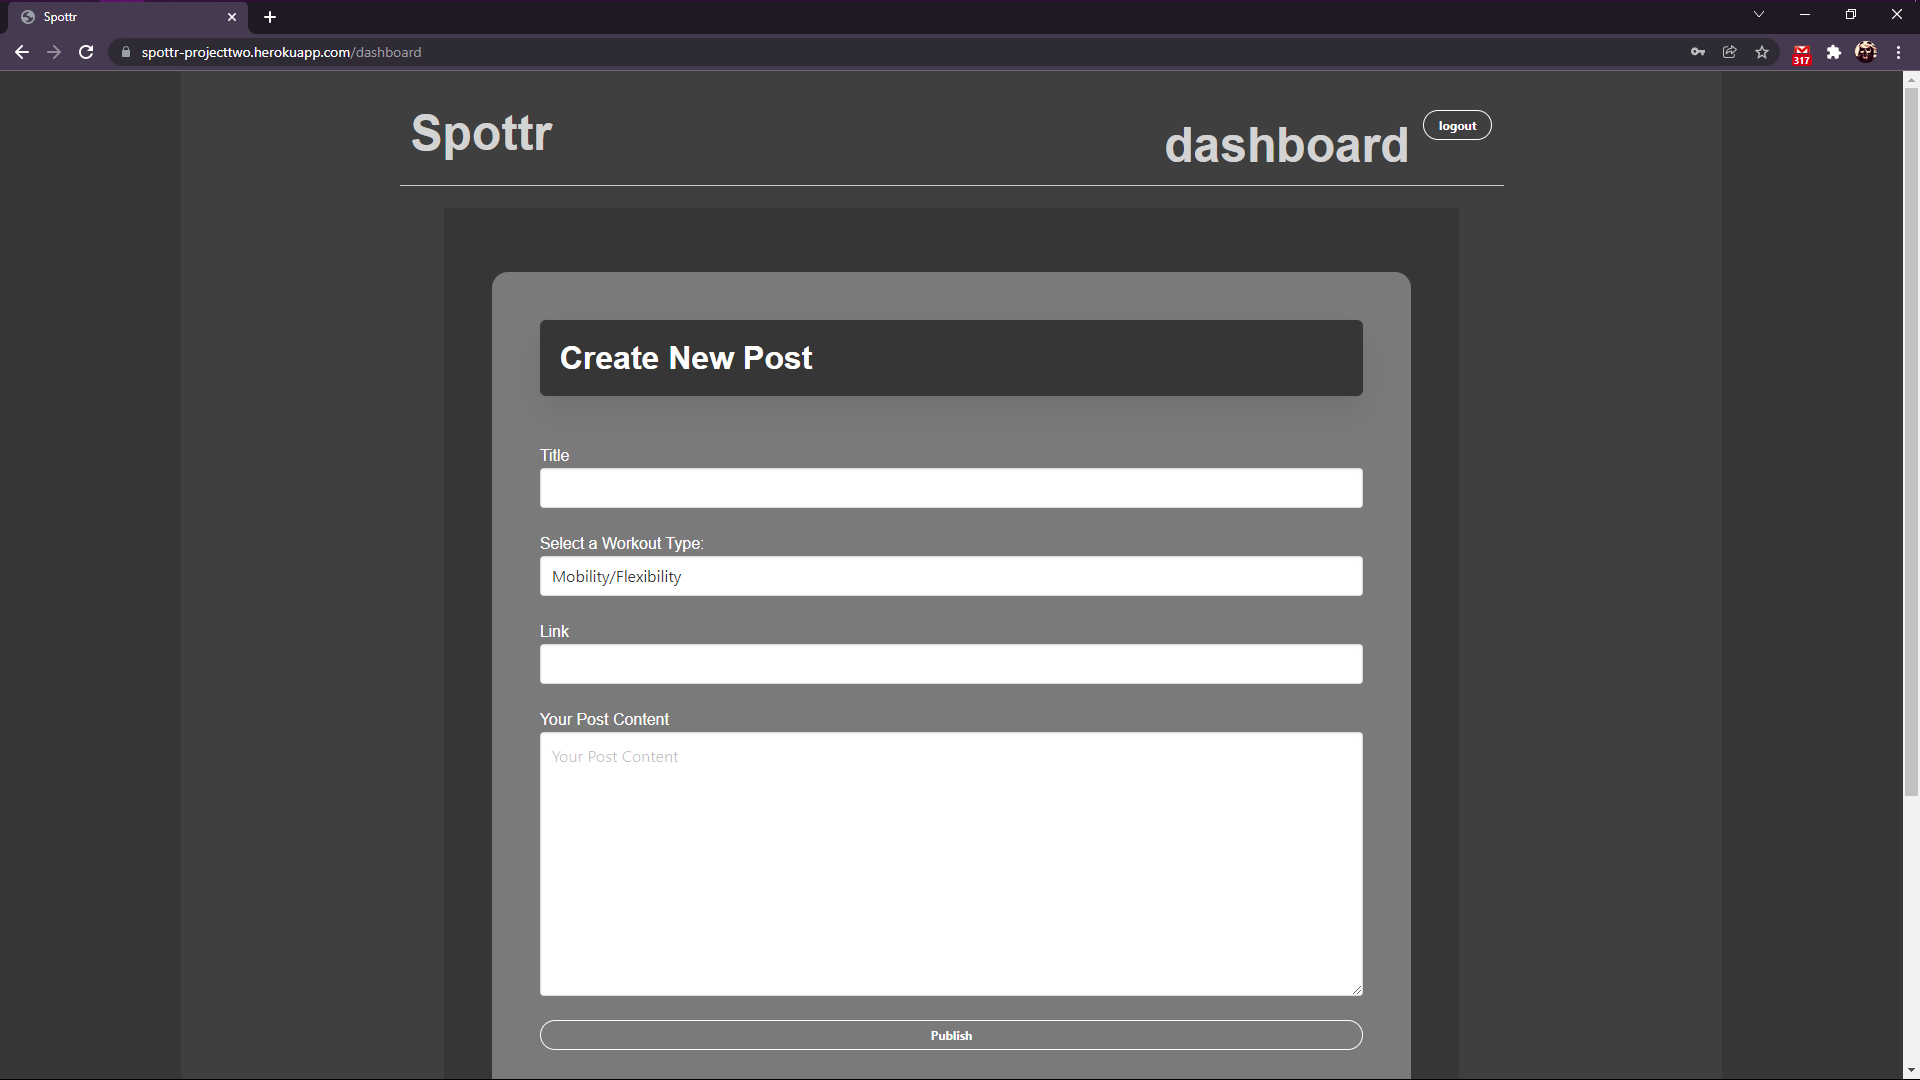 Spottr
spottr-projecttwo.herokuapp.com/dashboard
317
Spottr
dashboard
logout
Create New Post
Title
Select a Workout Type:
Mobility/Flexibility
Link
Your Post Content
Your Post Content
Publish